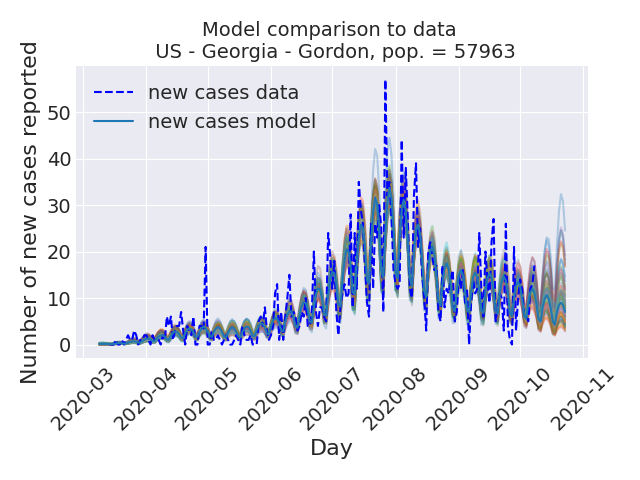 Model comparison to data
US - Georgia - Gordon, pop. = 57963
Number of new cases reported
new cases data
new cases model
50
40
30
20
10
0
2020-03
2020-04
2020-05
2020-06
2020-07
2020-08
2020-09
2020-10
2020-11
Day